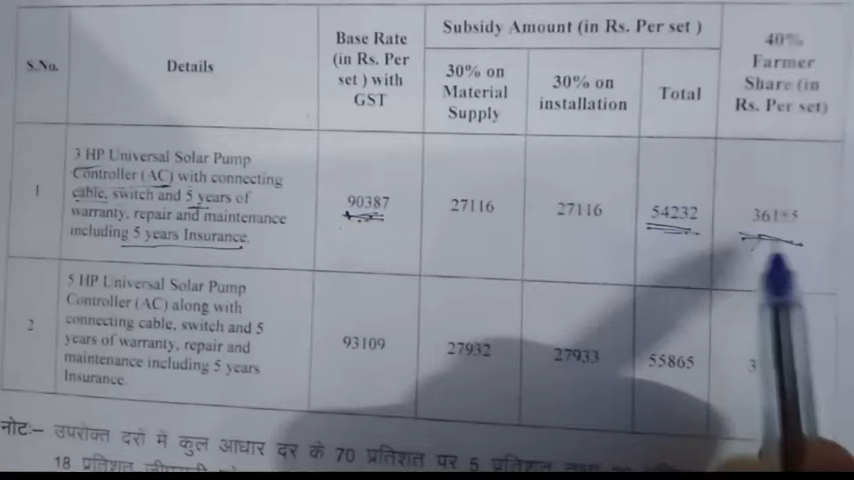 S.No.
Details
Base Rate
(in Rs. Per
set ) with
GST
Subsidy Amount (in Rs. Per set )
30% on
Material
Supply
30% on
installation
Total
40%
Farmer
Share (in
Rs. Per set)
1
3 HP Universal Solar Pump
Controller (AC) with connecting
cable, switch and 5 years of
warranty, repair and maintenance
including 5 years Insurance.
90387
27116
27116
54232
2
5 HP Universal Solar Pump
Controller (AC) along with
connecting cable, switch and 5
years of warranty, repair and
maintenance including 5 years
Insurance.
93109
27932
27933
55865
नोटः– उपरोक्त दरों में कुल आधार दर के 70 प्रतिशत पर 5 प्रतिशत
18 प्रतिशत